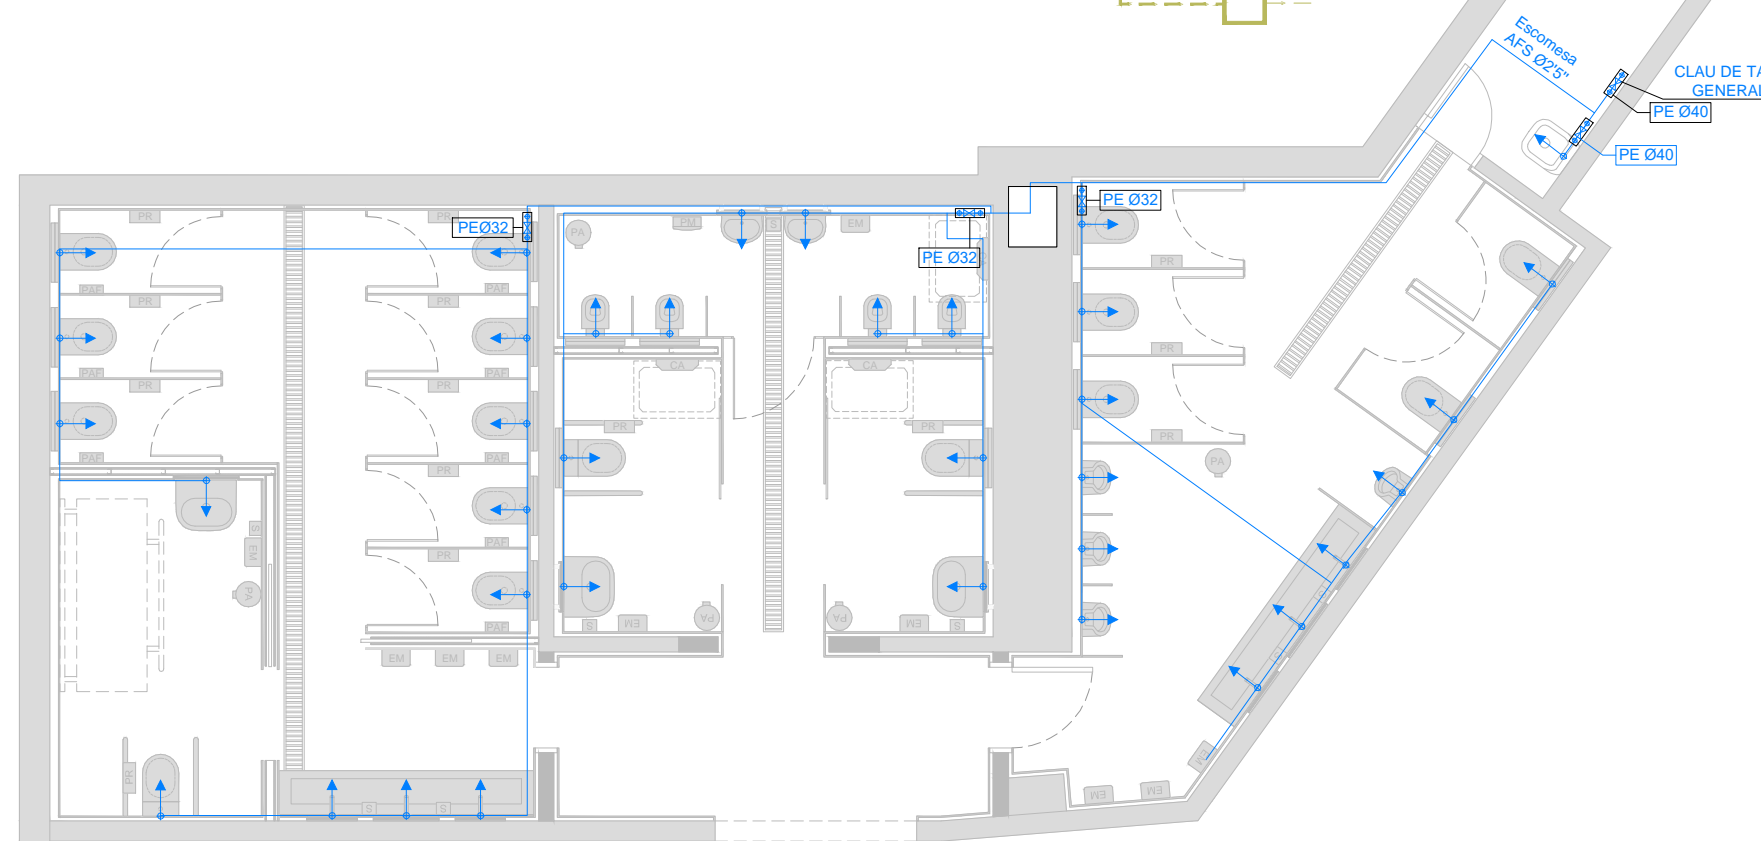 Escomesa
AFS Ø2'5"
CLAU DE TA
GENERAL
PE Ø40
PE Ø40
PEØ32
PE Ø32
PE Ø32
PR
PR
PA
PM
S
EM
PAF
PAF
PR
PR
PR
PAF
PAF
PR
PR
CA
CA
PR
PR
PR
PR
PAF
PAF
PR
PA
S
EM
PAF
PR
PA
PAF
S
EM
PA
PA
EM
S
EM
EM
EM
PR
S
S
S
S
EM
EM
EM